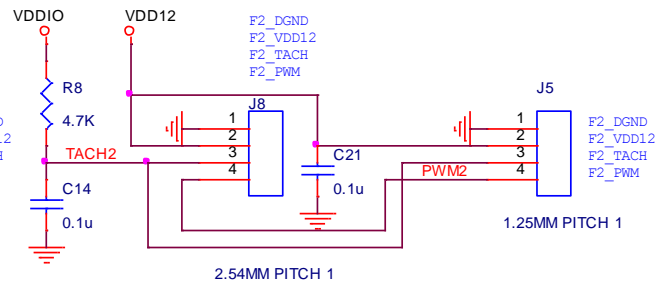 VDDIO
VDD12
F2_DGND
F2_VDD12
F2_TACH
F2_PWM
R8
4.7K
J8
J5
1
2
3
4
1
2
3
4
F2_DGND
F2_VDD12
F2_TACH
F2_PWM
TACH2
C21
0.1u
PWM2
C14
0.1u
1.25MM PITCH 1
2.54MM PITCH 1